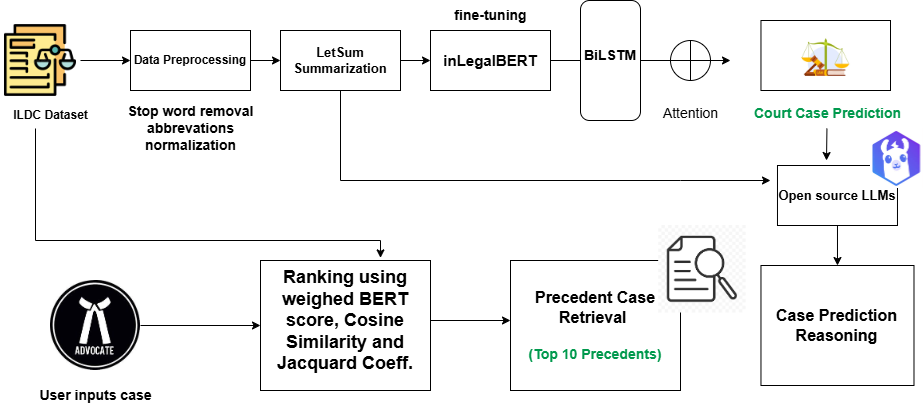 fine-tuning
ILDC Dataset
Data Preprocessing
Stop word removal
abbrevations
normalization
LetSum
Summarization
inLegalBERT
BiLSTM
Attention
Court Case Prediction
Open source LLMs
Case Prediction
Reasoning
ADVOCATE
User inputs case
Ranking using
weighed BERT
score, Cosine
Similarity and
Jacquard Coeff.
Precedent Case
Retrieval
(Top 10 Precedents)